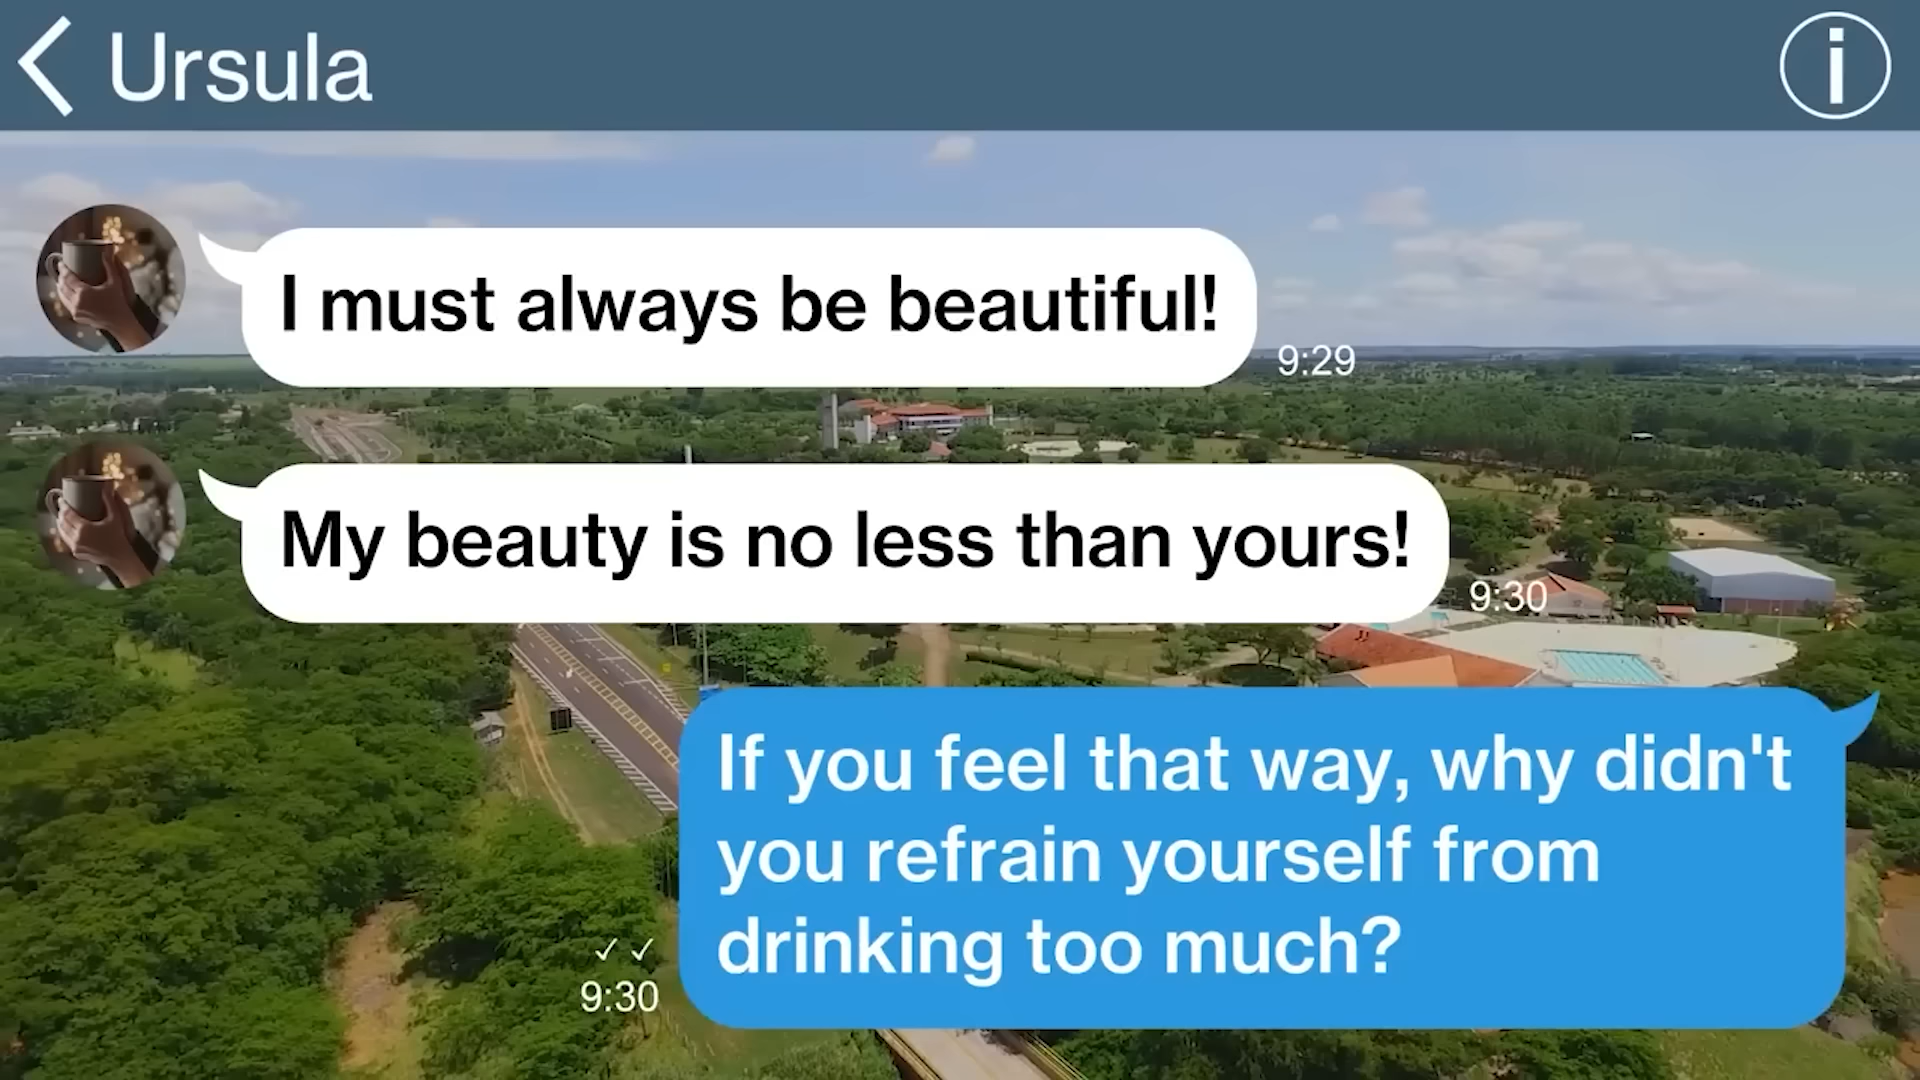 Ursula
I must always be beautiful!
9:29
My beauty is no less than yours!
9:30
If you feel that way, why didn't
you refrain yourself from
drinking too much?
✓✓
9:30